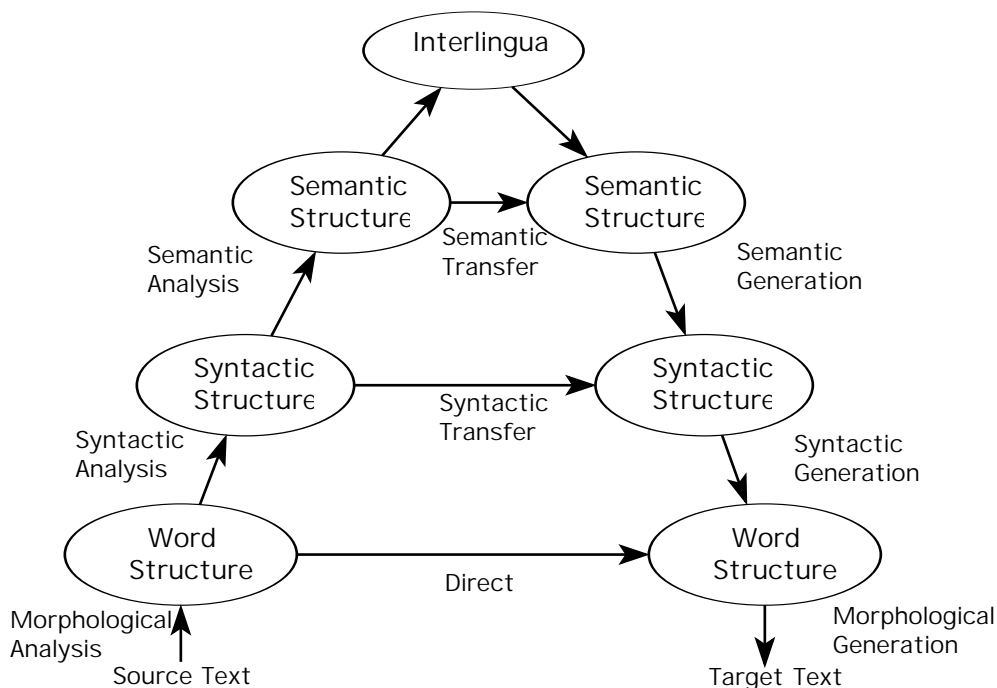 Interlingua
Semantic
Structure
Semantic
Structure
Semantic
Transfer
Semantic
Analysis
Semantic
Generation
Syntactic
Structure
Syntactic
Structure
Syntactic
Transfer
Syntactic
Analysis
Syntactic
Generation
Word
Structure
Word
Structure
Direct
Morphological
Analysis
Morphological
Generation
Source Text
Target Text